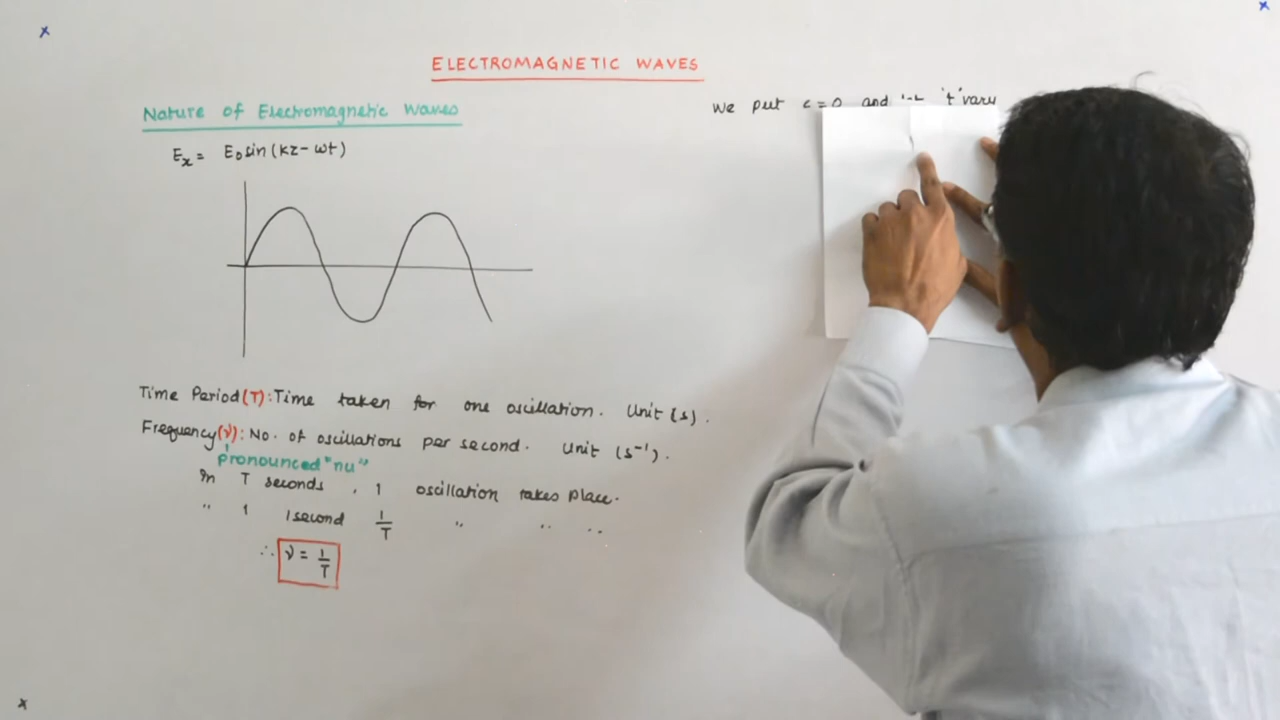 ELECTROMAGNETIC WAVES
Nature of Electromagnetic Waves
Eₓ = E₀ sin(kz - ωt)
Time Period(T): Time taken for one oscillation. Unit (s).
Frequency(ν): No. of oscillations per second. Unit (s⁻¹).
pronounced "nu"
In T seconds, 1 oscillation takes place.
" 1 1second 1/T " " "
∴ ν = 1/T
We put = 0 and 't' vary